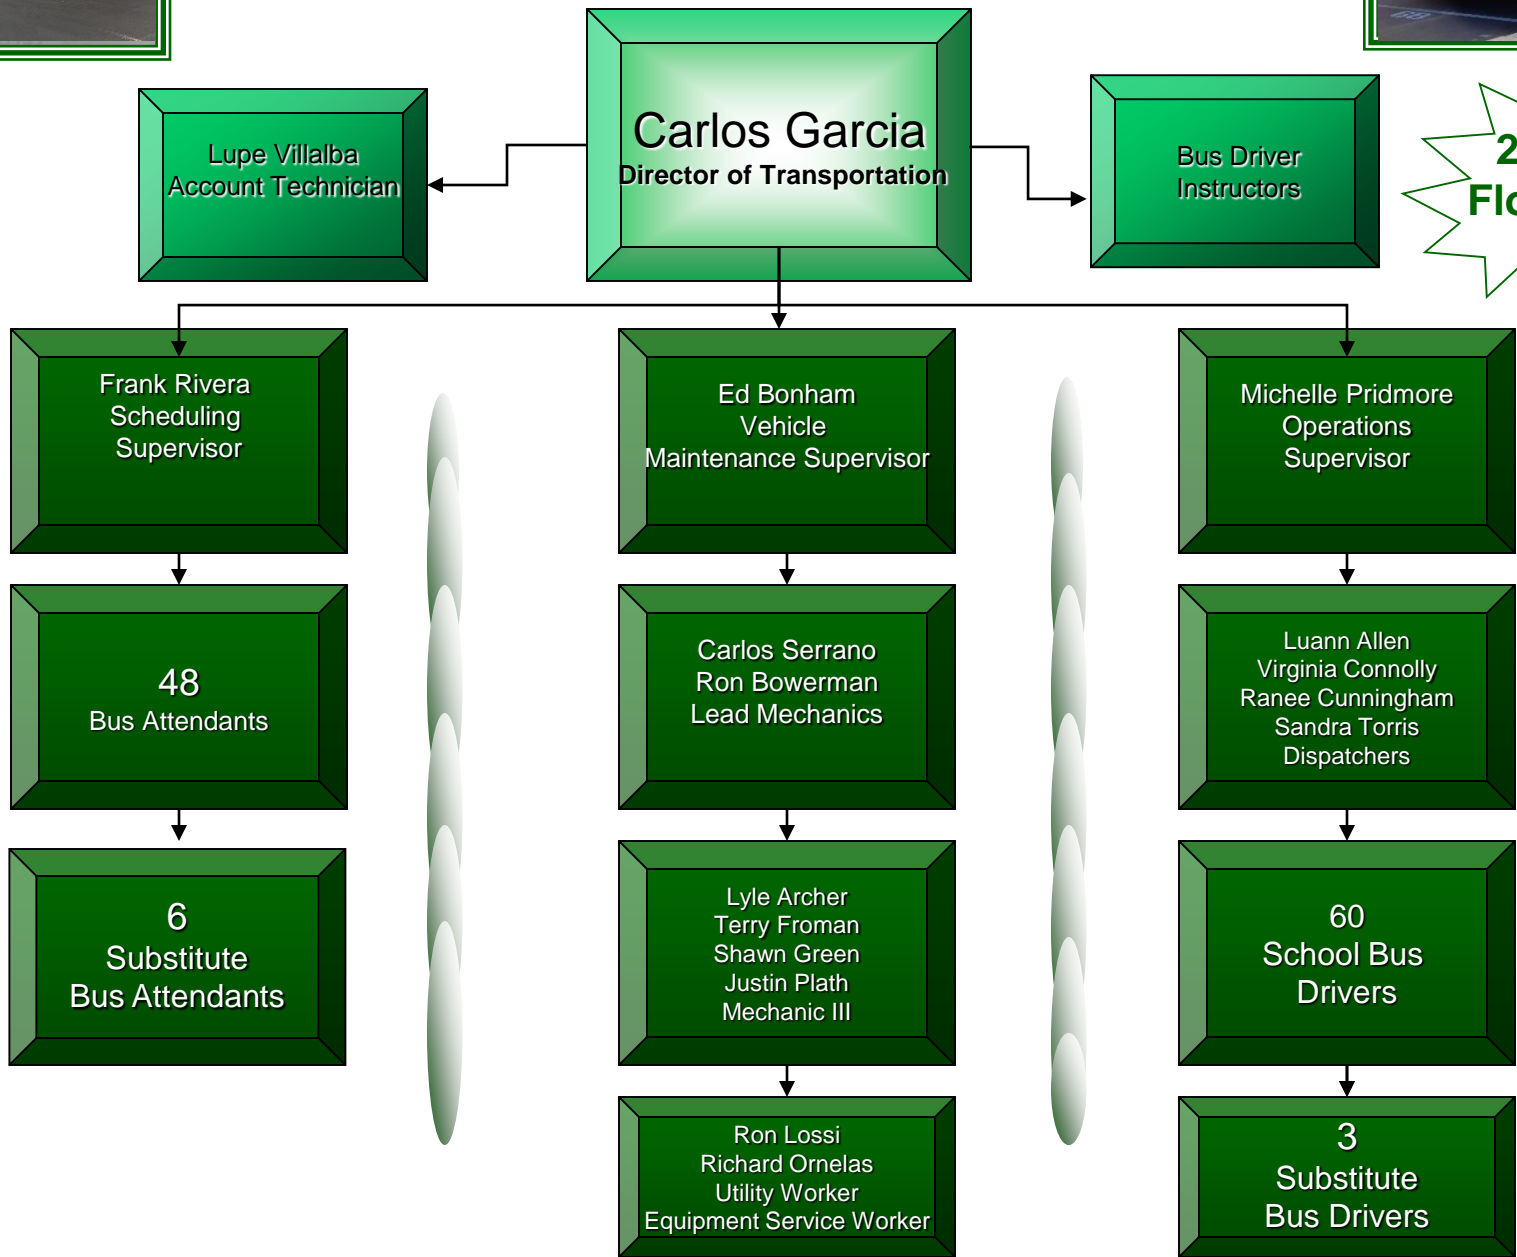 Carlos Garcia
Director of Transportation
Lupe Villalba
Account Technician
Bus Driver
Instructors
Frank Rivera
Scheduling
Supervisor
Ed Bonham
Vehicle
Maintenance Supervisor
Michelle Pridmore
Operations
Supervisor
48
Bus Attendants
Carlos Serrano
Ron Bowerman
Lead Mechanics
Luann Allen
Virginia Connolly
Ranee Cunningham
Sandra Torris
Dispatchers
6
Substitute
Bus Attendants
Lyle Archer
Terry Froman
Shawn Green
Justin Plath
Mechanic III
60
School Bus
Drivers
Ron Lossi
Richard Ornelas
Utility Worker
Equipment Service Worker
3
Substitute
Bus Drivers